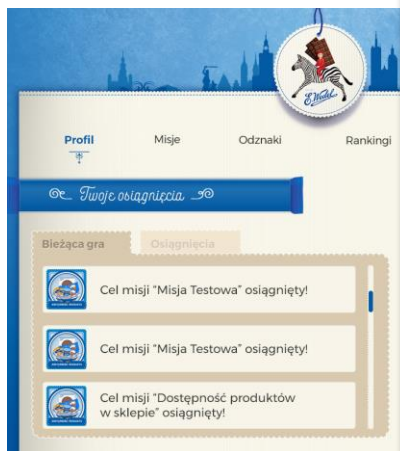 E. Wedel
Profil
Misje
Odznaki
Rankingi
Twoje osiągnięcia
Bieżąca gra
Osiągnięcia
Cel misji "Misja Testowa" osiągnięty!
Cel misji "Misja Testowa" osiągnięty!
Cel misji "Dostępność produktów
w sklepie" osiągnięty!